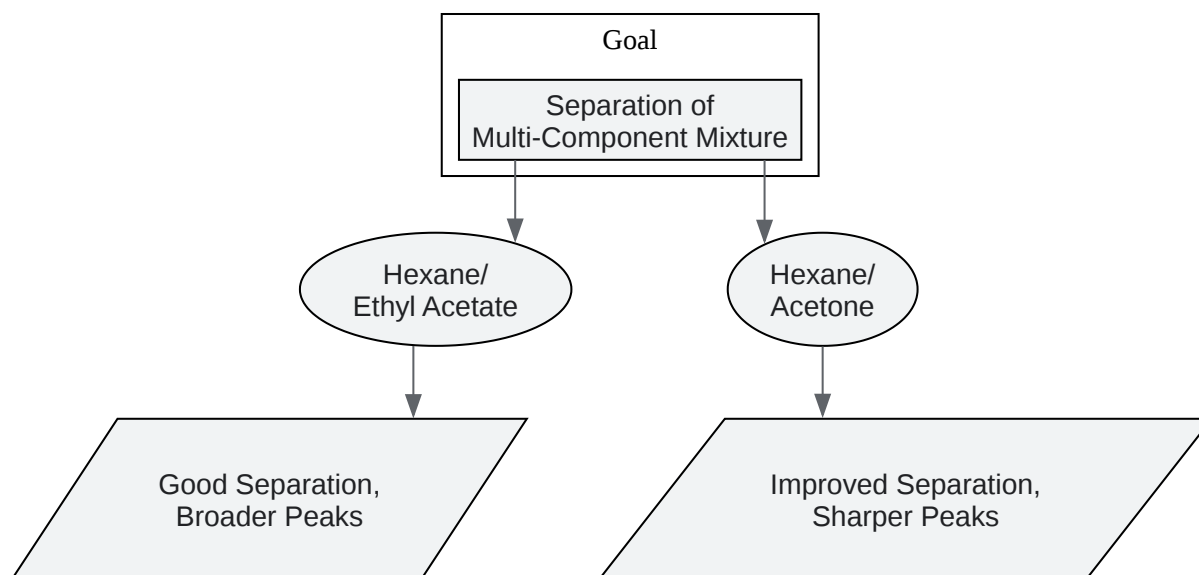 Goal
Separation of
Multi-Component Mixture
Hexane/
Ethyl Acetate
Hexane/
Acetone
Good Separation,
Broader Peaks
Improved Separation,
Sharper Peaks